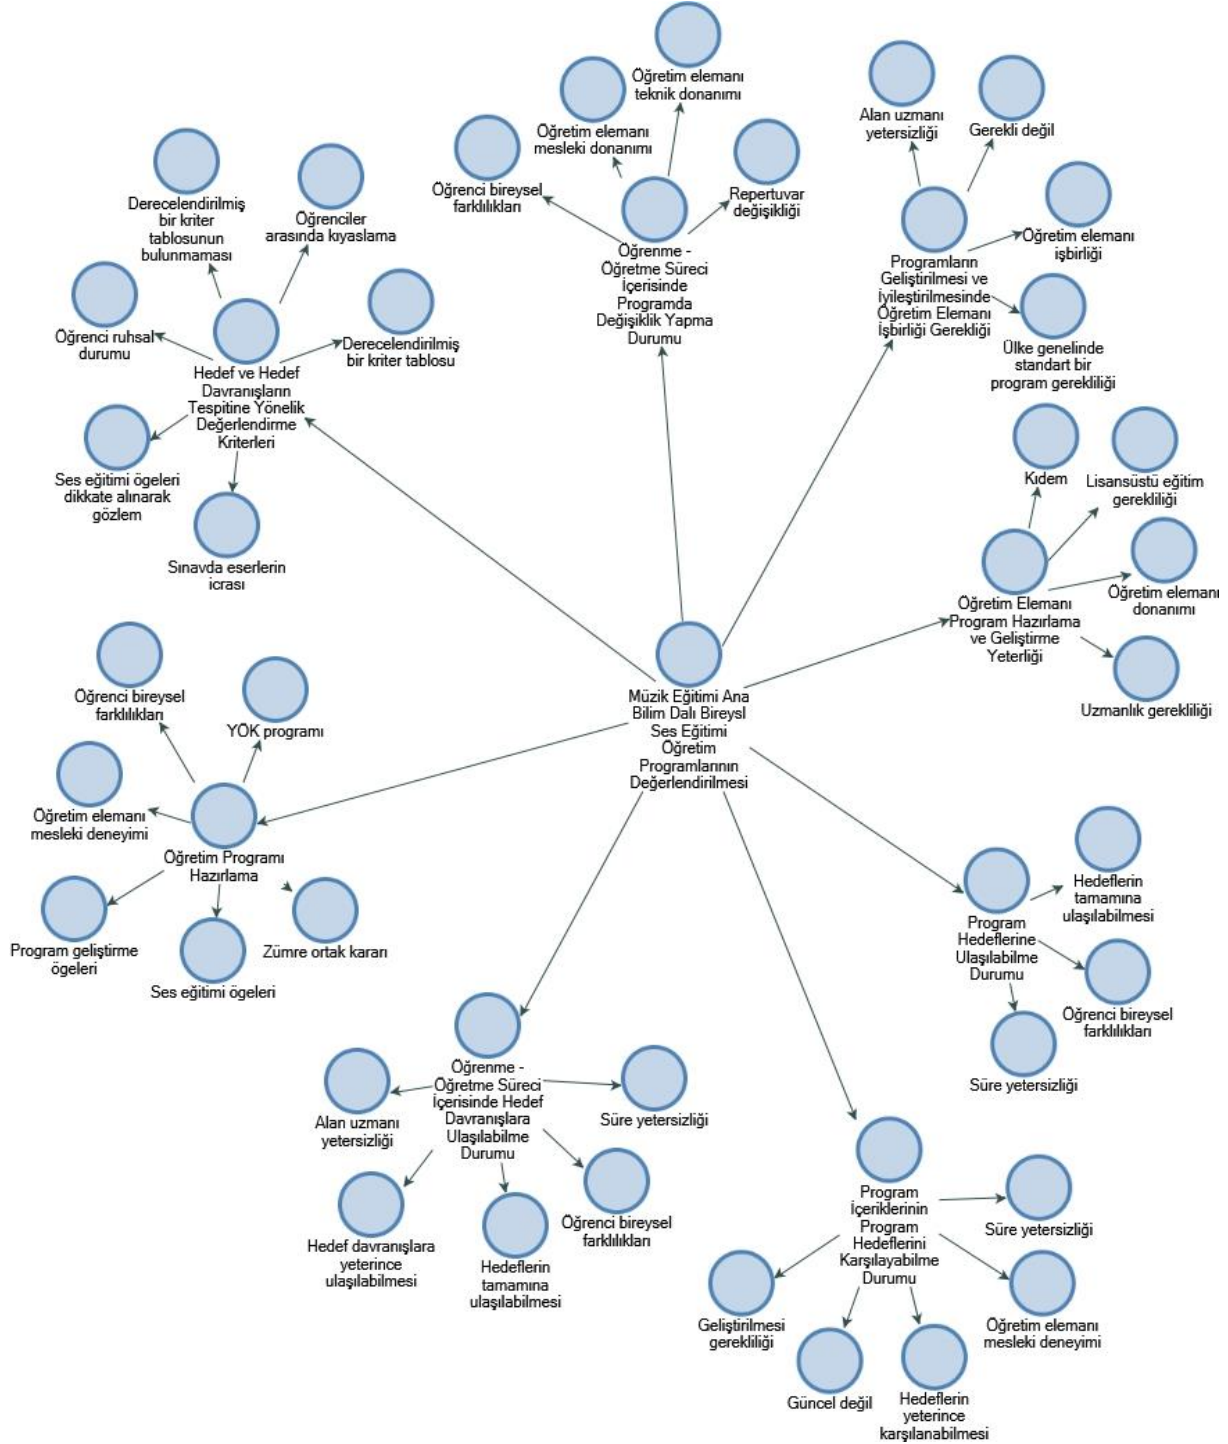 Öğretim elemanı
teknik donanımı
Öğretim elemanı
mesleki donanımı
Öğrenci bireysel
farklılıkları
Repertuvar
değişikliği
Öğrenme -
Öğretme Süreci
İçerisinde
Programda
Değişiklik Yapma
Durumu
Alan uzmanı
yetersizliği
Gerekli değil
Öğretim elemanı
işbirliği
Programların
Geliştirilmesi ve
İyileştirilmesinde
Öğretim Elemanı
İşbirliği Gerekliği
Ülke genelinde
standart bir
program gerekliliği
Derecelendirilmiş
bir kriter
tablosunun
bulunmaması
Öğrenciler
arasında kıyaslama
Öğrenci ruhsal
durumu
Derecelendirilmiş
bir kriter tablosu
Hedef ve Hedef
Davranışların
Tespitine Yönelik
Değerlendirme
Kriterleri
Ses eğitimi ögeleri
dikkate alınarak
gözlem
Sınavda eserlerin
icrası
Kıdem
Lisansüstü eğitim
gerekliliği
Öğretim elemanı
donanımı
Öğretim Elemanı
Program Hazırlama
ve Geliştirme
Yeterliği
Uzmanlık gerekliliği
Müzik Eğitimi Ana
Bilim Dalı Bireysl
Ses Eğitimi
Öğretim
Programlarının
Değerlendirilmesi
Öğrenci bireysel
farklılıkları
YÖK programı
Öğretim elemanı
mesleki deneyimi
Öğretim Programı
Hazırlama
Program geliştirme
ögeleri
Ses eğitimi ögeleri
Zümre ortak kararı
Hedeflerin
tamamına
ulaşılabilmesi
Program
Hedeflerine
Ulaşılabilme
Durumu
Öğrenci bireysel
farklılıkları
Süre yetersizliği
Öğrenme -
Öğretme Süreci
İçerisinde Hedef
Davranışlara
Ulaşılabilme
Durumu
Alan uzmanı
yetersizliği
Süre yetersizliği
Hedef davranışlara
yeterince
ulaşılabilmesi
Hedeflerin
tamamına
ulaşılabilmesi
Öğrenci bireysel
farklılıkları
Program
İçeriklerinin
Program
Hedeflerini
Karşılayabilme
Durumu
Süre yetersizliği
Geliştirilmesi
gerekliliği
Güncel değil
Hedeflerin
yeterince
karşılanabilmesi
Öğretim elemanı
mesleki deneyimi